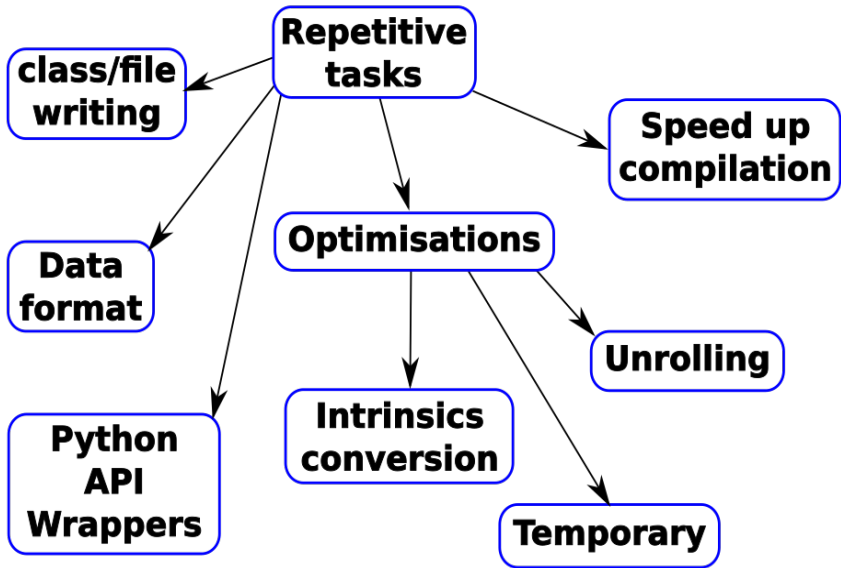 Repetitive
tasks
class/file
writing
Speed up
compilation
Optimisations
Data
format
Unrolling
Intrinsics
conversion
Python
API
Wrappers
Temporary